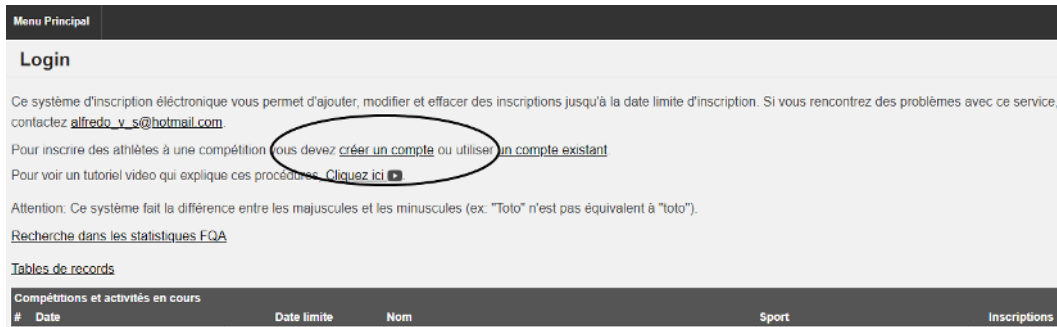 Menu Principal
Login
Ce système d'inscription éléctronique vous permet d'ajouter, modifier et effacer des inscriptions jusqu'à la date limite d'inscription. Si vous rencontrez des problèmes avec ce service,
contactez alfredo_v_s@hotmail.com.
Pour inscrire des athlètes à une compétition vous devez créer un compte ou utiliser un compte existant.
Pour voir un tutoriel video qui explique ces procédures, Cliquez ici
Attention: Ce système fait la différence entre les majuscules et les minuscules (ex: "Toto" n'est pas équivalent à "toto").
Recherche dans les statistiques FQA
Tables de records
Compétitions et activités en cours
# Date Date limite Nom Sport Inscriptions